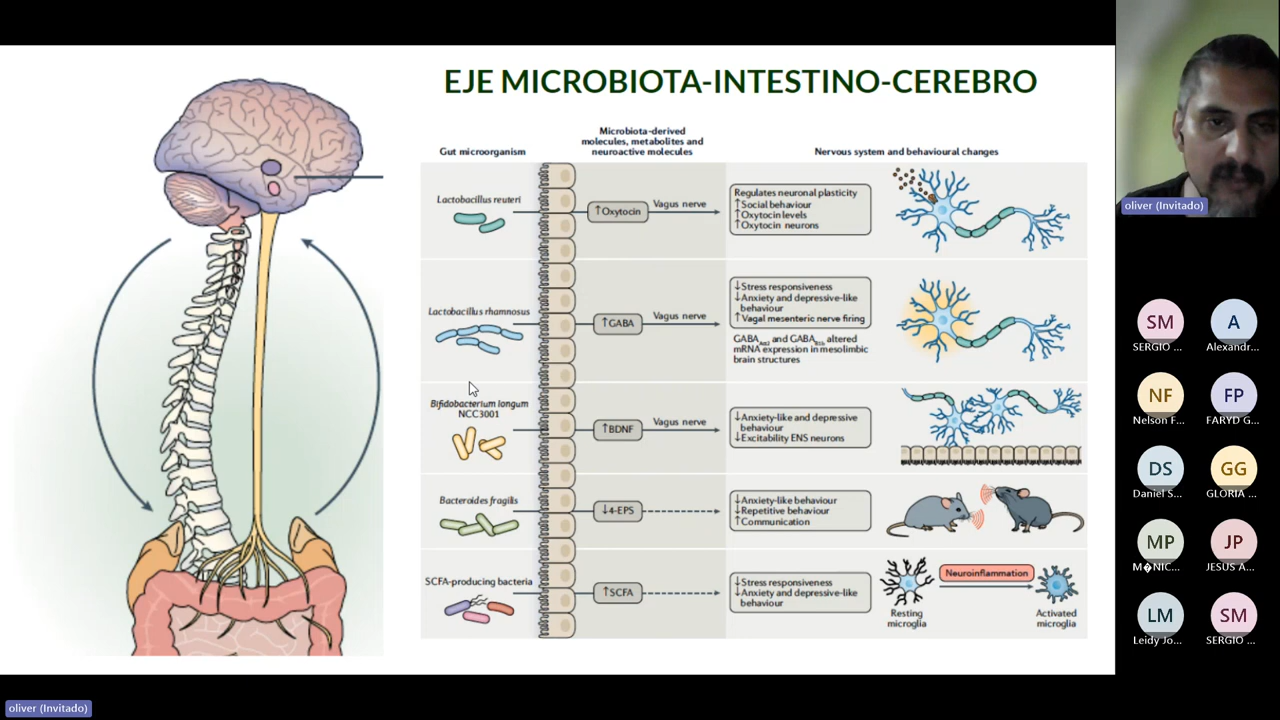 EJE MICROBIOTA-INTESTINO-CEREBRO
Gut microorganism
Microbiota-derived
molecules, metabolites and
neuroactive molecules
Nervous system and behavioural changes
Lactobacillus reuteri
↑Oxytocin
Vagus nerve
Regulates neuronal plasticity
↑Social behaviour
↑Oxytocin levels
↑Oxytocin neurons
Lactobacillus rhamnosus
↑GABA
Vagus nerve
↓Stress responsiveness
↓Anxiety and depressive-like
behaviour
↑Vagal mesenteric nerve firing
and GABA
altered
mRNA expression in mesolimbic
brain structures
Bifidobacterium longum
NCC3001
↑BDNF
Vagus nerve
↓Anxiety-like and depressive
behaviour
↓Excitability ENS neurons
Bacteroides fragilis
↓4-EPS
↓Anxiety-like behaviour
↓Repetitive behaviour
↑Communication
SCFA-producing bacteria
↑SCFA
↓Stress responsiveness
↓Anxiety and depressive-like
behaviour
Neuroinflammation
Resting
microglia
Activated
microglia
oliver (Invitado)
oliver (Invitado)
SM
SERGIO ...
A
Alexandr...
NF
Nelson F...
FP
FARYD G...
DS
Daniel S...
GG
GLORIA ...
MP
M�NIC...
JP
JESUS A...
LM
Leidy Jo...
SM
SERGIO ...